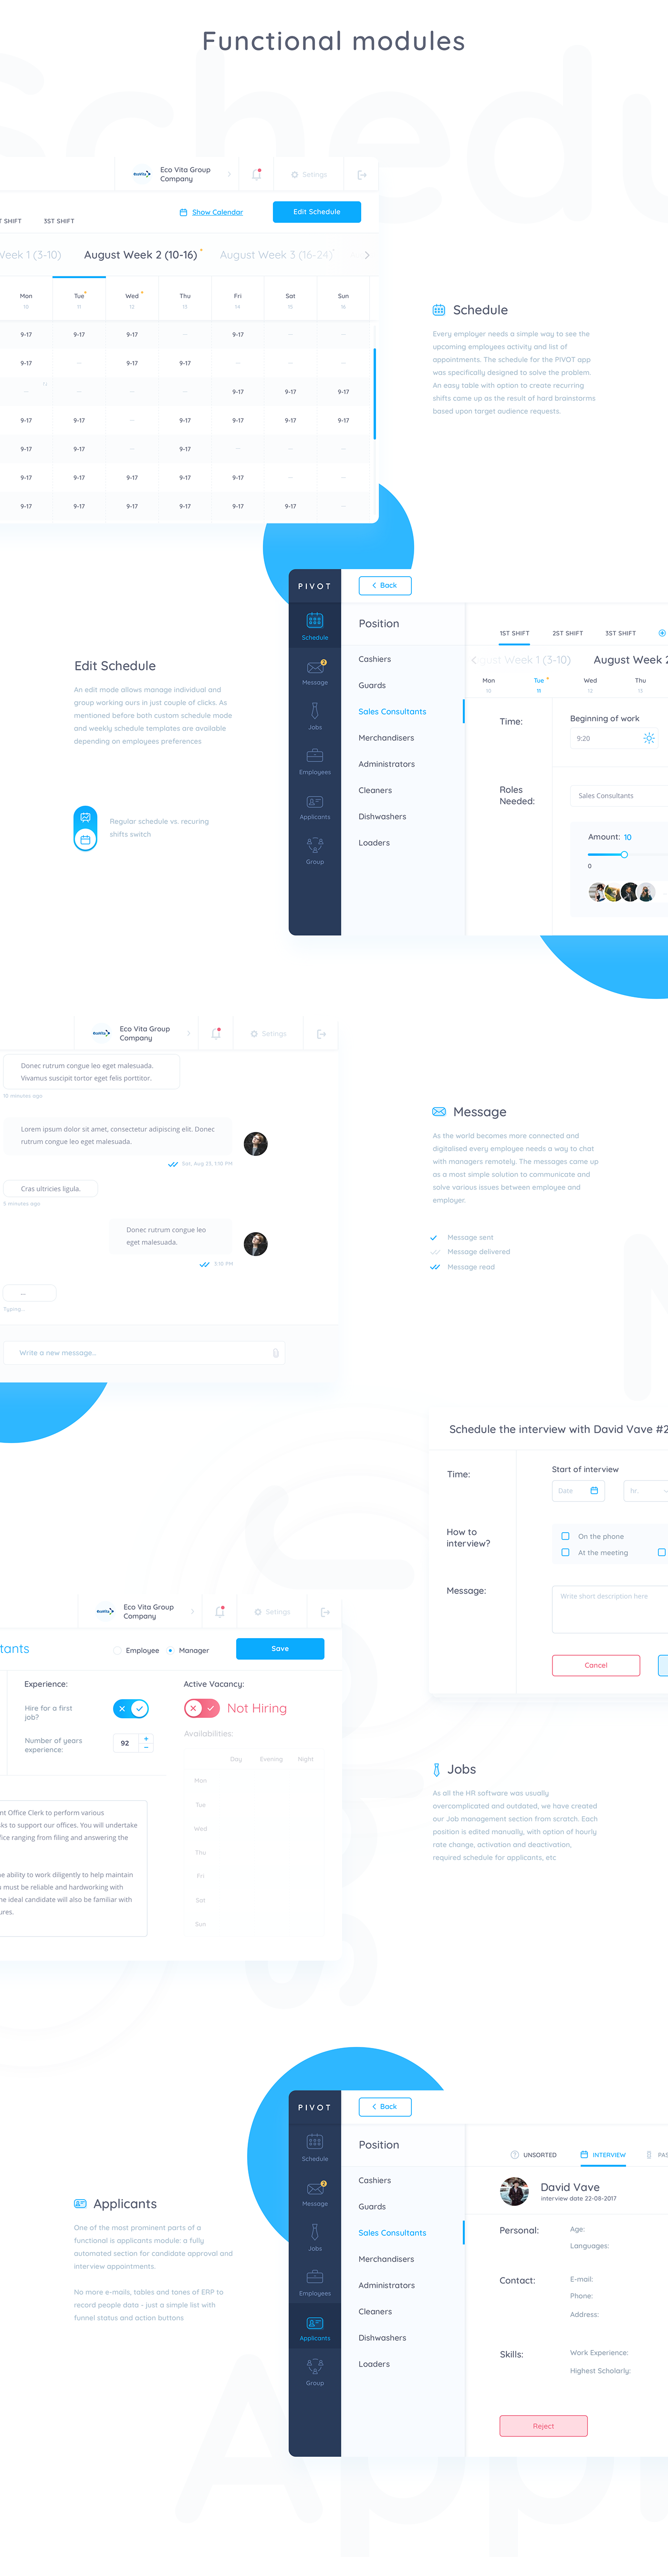 Functional modules
Eco Vita Group
Company
Setings
T SHIFT
3ST SHIFT
Show Calendar
Edit Schedule
Week 1 (3-10)
August Week 2 (10-16)
August Week 3 (16-24)
Mon Tue Wed Thu Fri Sat Sun
10 11 12 13 14 15 16
9-17 9-17 9-17 — 9-17 — —
9-17 — 9-17 9-17 — — —
— — — — 9-17 9-17 9-17
9-17 9-17 — 9-17 9-17 9-17 9-17
9-17 9-17 — 9-17 — — —
9-17 9-17 9-17 9-17 9-17 — —
9-17 9-17 9-17 9-17 9-17 9-17 —
Schedule
Every employer needs a simple way to see the
upcoming employees activity and list of
appointments. The schedule for the PIVOT app
was specifically designed to solve the problem.
An easy table with option to create recurring
shifts came up as the result of hard brainstorms
based upon target audience requests.
Edit Schedule
An edit mode allows manage individual and
group working ours in just couple of clicks. As
mentioned before both custom schedule mode
and weekly schedule templates are available
depending on employees preferences
Regular schedule vs. recuring
shifts switch
PIVOT
Schedule
2
Message
Jobs
Employees
Applicants
Group
Back
Position
Cashiers
Guards
Sales Consultants
Merchandisers
Administrators
Cleaners
Dishwashers
Loaders
1ST SHIFT
2ST SHIFT
3ST SHIFT
gust Week 1 (3-10)
August Week 2
Mon Tue Wed Thu
10 11 12 13
Time:
Beginning of work
9:20
Roles
Needed:
Sales Consultants
Amount: 10
0
Eco Vita Group
Company
Setings
Donec rutrum congue leo eget malesuada.
Vivamus suscipit tortor eget felis porttitor.
10 minutes ago
Lorem ipsum dolor sit amet, consectetur adipiscing elit. Donec
rutrum congue leo eget malesuada.
Sat, Aug 23, 1:15 PM
Cras ultricies ligula.
5 minutes ago
Donec rutrum congue leo
eget malesuada.
3:10 PM
...
Typing...
Write a new message...
Message
As the world becomes more connected and
digitalised every employee needs a way to chat
with managers remotely. The messages came up
as a most simple solution to communicate and
solve various issues between employee and
employer.
Message sent
Message delivered
Message read
Schedule the interview with David Vave #2
Time:
Start of interview
Date
hr.
How to
interview?
On the phone
At the meeting
Message:
Write short description here
Cancel
Eco Vita Group
Company
Setings
tants
Employee
Manager
Save
Experience:
Hire for a first
job?
Number of years
experience:
92
+
−
Active Vacancy:
Not Hiring
Availabilities:
Day Evening Night
Mon
Tue
Wed
Thu
Fri
Sat
Sun
nt Office Clerk to perform various
ks to support our offices. You will undertake
fice ranging from filing and answering the
e ability to work diligently to help maintain
u must be reliable and hardworking with
he ideal candidate will also be familiar with
ures.
Jobs
As all the HR software was usually
overcomplicated and outdated, we have created
our Job management section from scratch. Each
position is edited manually, with option of hourly
rate change, activation and deactivation,
required schedule for applicants, etc
Applicants
One of the most prominent parts of a
functional is applicants module: a fully
automated section for candidate approval and
interview appointments.
No more e-mails, tables and tones of ERP to
record people data - just a simple list with
funnel status and action buttons
PIVOT
Schedule
2
Message
Jobs
Employees
Applicants
Group
Back
Position
Cashiers
Guards
Sales Consultants
Merchandisers
Administrators
Cleaners
Dishwashers
Loaders
UNSORTED
INTERVIEW
PAS
David Vave
interview date 22-08-2017
Personal:
Age:
Languages:
Contact:
E-mail:
Phone:
Address:
Skills:
Work Experience:
Highest Scholarly:
Reject